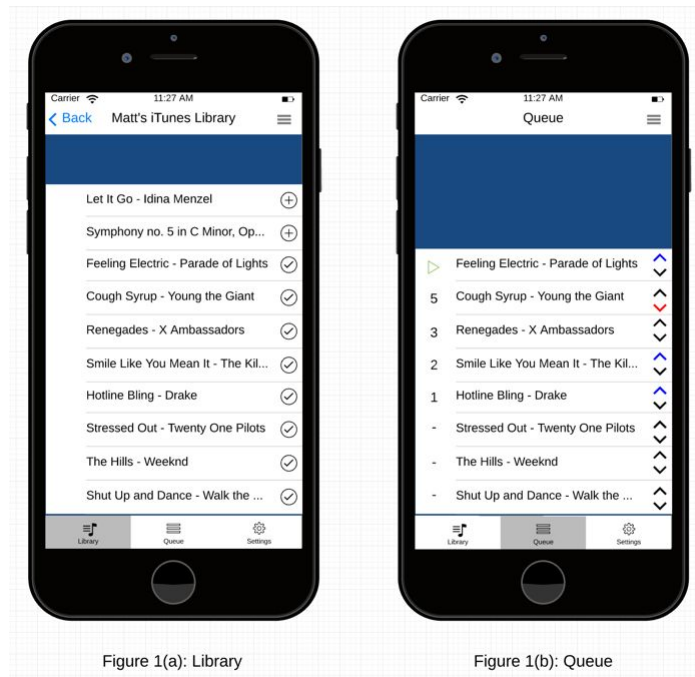 Carrier 11:27 AM
Back Matt's iTunes Library
Let It Go - Idina Menzel
Symphony no. 5 in C Minor, Op...
Feeling Electric - Parade of Lights
Cough Syrup - Young the Giant
Renegades - X Ambassadors
Smile Like You Mean It - The Kil...
Hotline Bling - Drake
Stressed Out - Twenty One Pilots
The Hills - Weeknd
Shut Up and Dance - Walk the ...
Library Queue Settings
Figure 1(a): Library
Carrier 11:27 AM
Queue
Feeling Electric - Parade of Lights
5 Cough Syrup - Young the Giant
3 Renegades - X Ambassadors
2 Smile Like You Mean It - The Kil...
1 Hotline Bling - Drake
- Stressed Out - Twenty One Pilots
- The Hills - Weeknd
- Shut Up and Dance - Walk the ...
Library Queue Settings
Figure 1(b): Queue